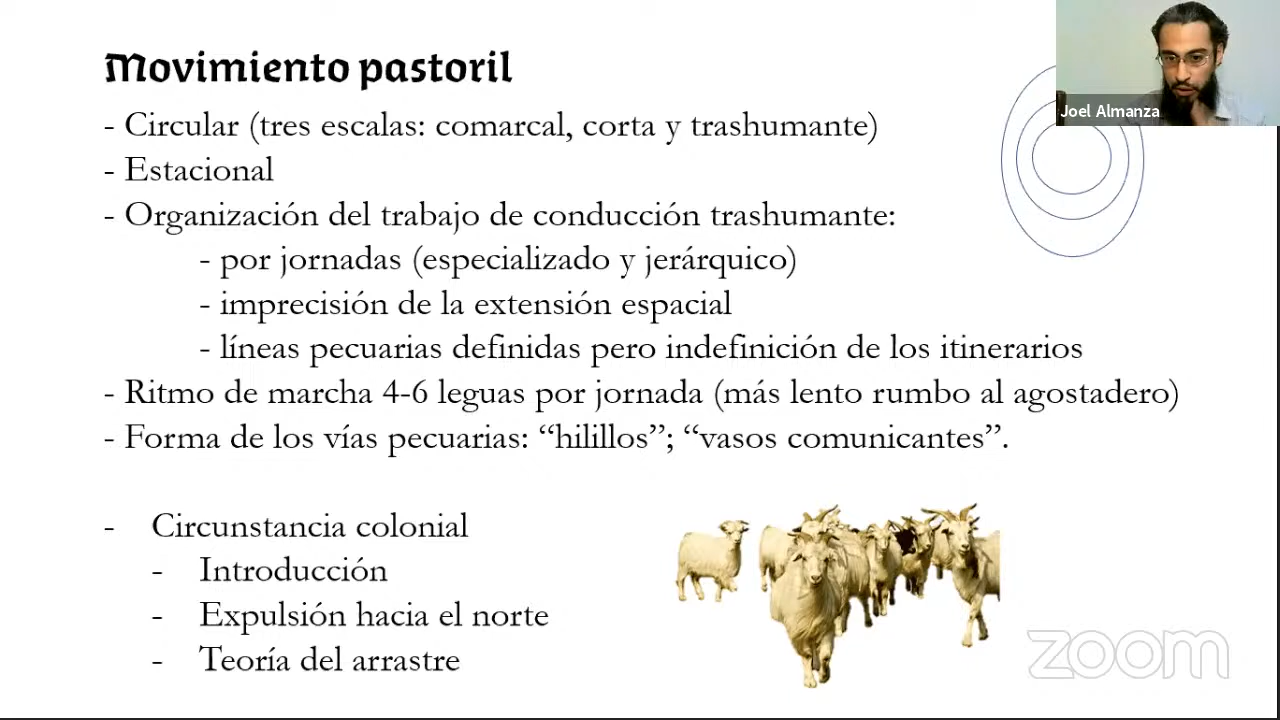 Movimiento pastoril
- Circular (tres escalas: comarcal, corta y trashumante)
- Estacional
- Organización del trabajo de conducción trashumante:
- por jornadas (especializado y jerárquico)
- imprecisión de la extensión espacial
- líneas pecuarias definidas pero indefinición de los itinerarios
- Ritmo de marcha 4-6 leguas por jornada (más lento rumbo al agostadero)
- Forma de los vías pecuarias: “hilillos”; “vasos comunicantes”.
- Circunstancia colonial
- Introducción
- Expulsión hacia el norte
- Teoría del arrastre
Joel Almanza
zoom